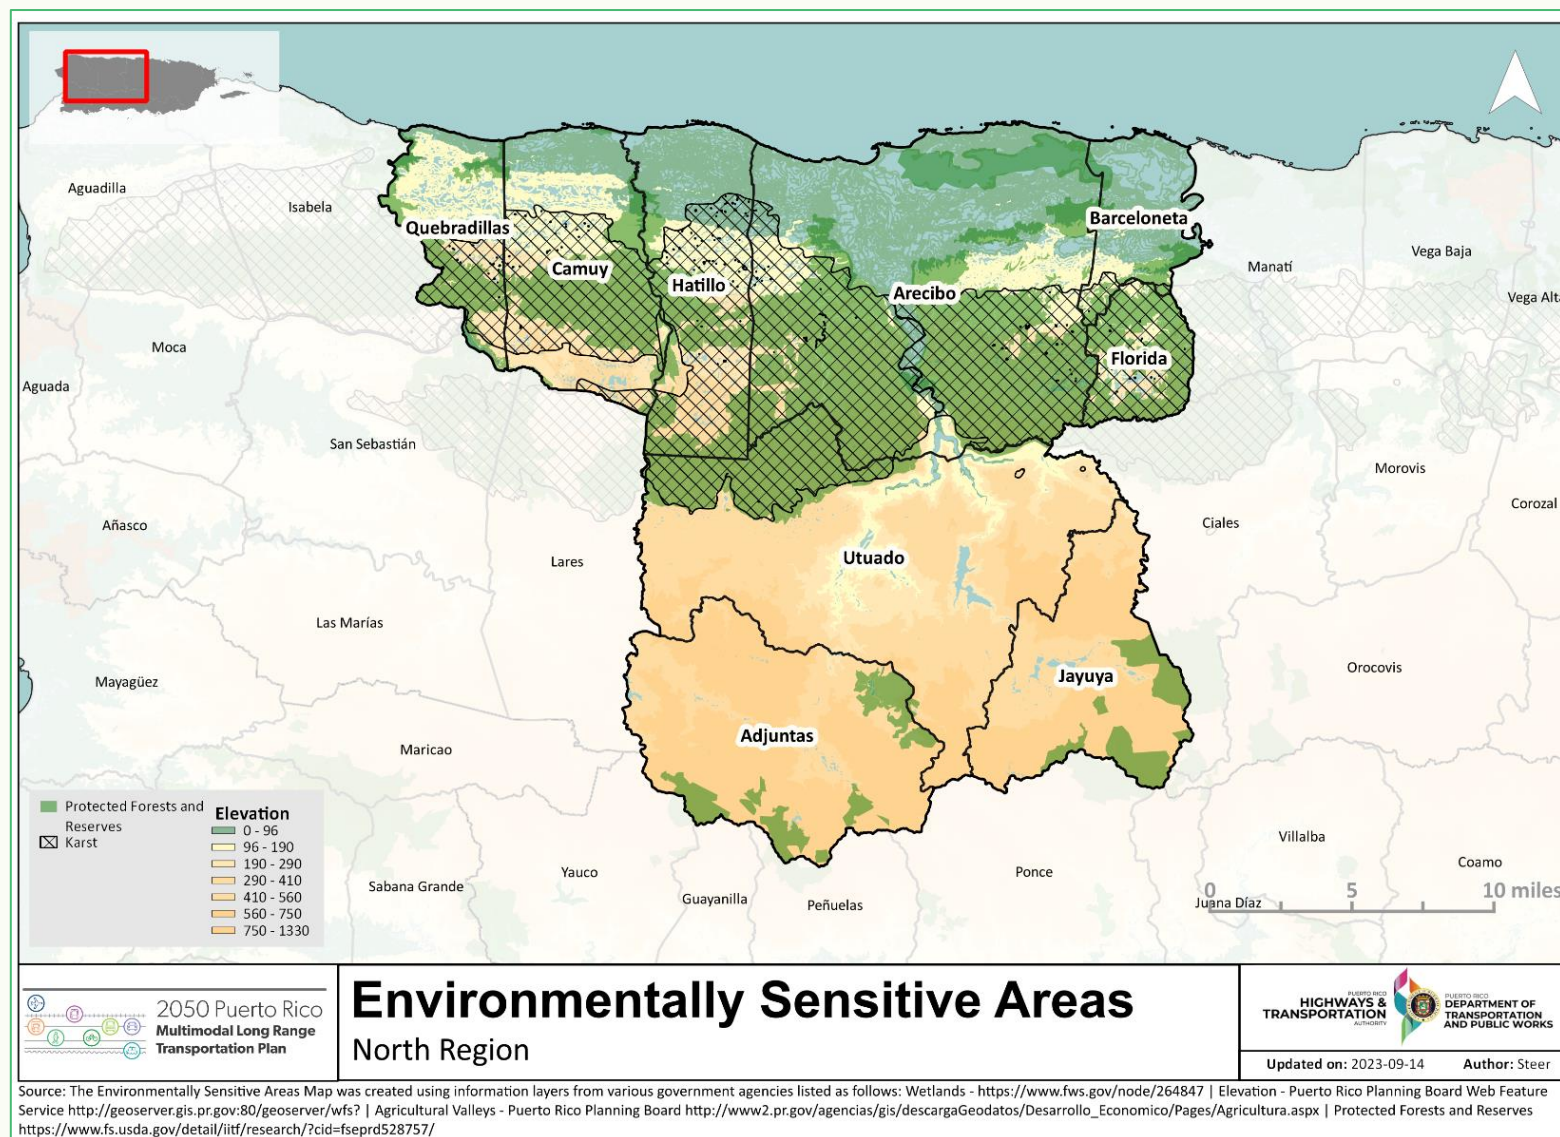 Aguadilla
Isabela
Quebradillas
Camuy
Hatillo
Arecibo
Barceloneta
Florida
Manatí
Vega Baja
Vega Alt
Moca
Aguada
San Sebastián
Morovis
Corozal
Añasco
Ciales
Lares
Utuado
Las Marías
Orocovis
Mayagüez
Jayuya
Adjuntas
Maricao
Villalba
Coamo
Yauco
Ponce
Sabana Grande
Guayanilla
Peñuelas
Juana Díaz
0 5 10 miles
Protected Forests and
Reserves
Karst
Elevation
0 - 96
96 - 190
190 - 290
290 - 410
410 - 560
560 - 750
750 - 1330
2050 Puerto Rico
Multimodal Long Range
Transportation Plan
Environmentally Sensitive Areas
North Region
PUERTO RICO
HIGHWAYS &
TRANSPORTATION
AUTHORITY
PUERTO RICO
DEPARTMENT OF
TRANSPORTATION
AND PUBLIC WORKS
Updated on: 2023-09-14 Author: Steer
Source: The Environmentally Sensitive Areas Map was created using information layers from various government agencies listed as follows: Wetlands - https://www.fws.gov/node/264847 | Elevation - Puerto Rico Planning Board Web Feature
Service http://geoserver.gis.pr.gov:80/geoserver/wfs? | Agricultural Valleys - Puerto Rico Planning Board http://www2.pr.gov/agencias/gis/descargaGeodatos/Desarrollo_Economico/Pages/Agricultura.aspx | Protected Forests and Reserves
https://www.fs.usda.gov/detail/iitf/research/?cid=fseprd528757/